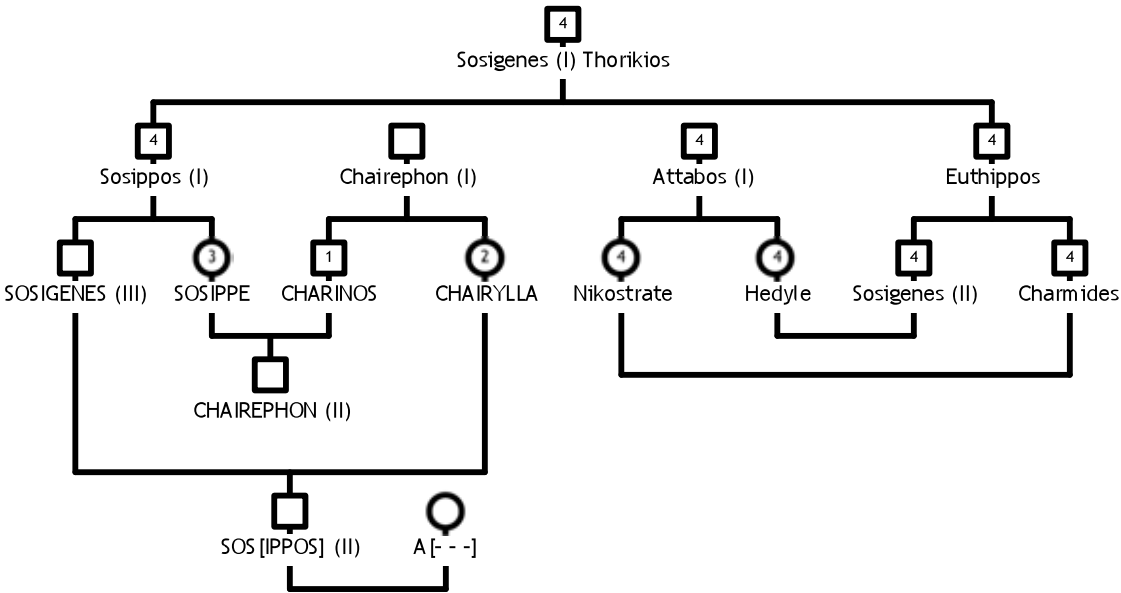 4
Sosigenes (I) Thorikios
4 4 4
Sosippos (I) Chairephon (I) Attabos (I) Euthippos
3 1 2 4 4 4 4
SOSIGENES (III) SOSIPPE CHARINOS CHAIRYLLA Nikostrate Hedyle Sosigenes (II) Charmides
CHAIREPHON (II)
SOS[IPPOS] (II) A[- - -]